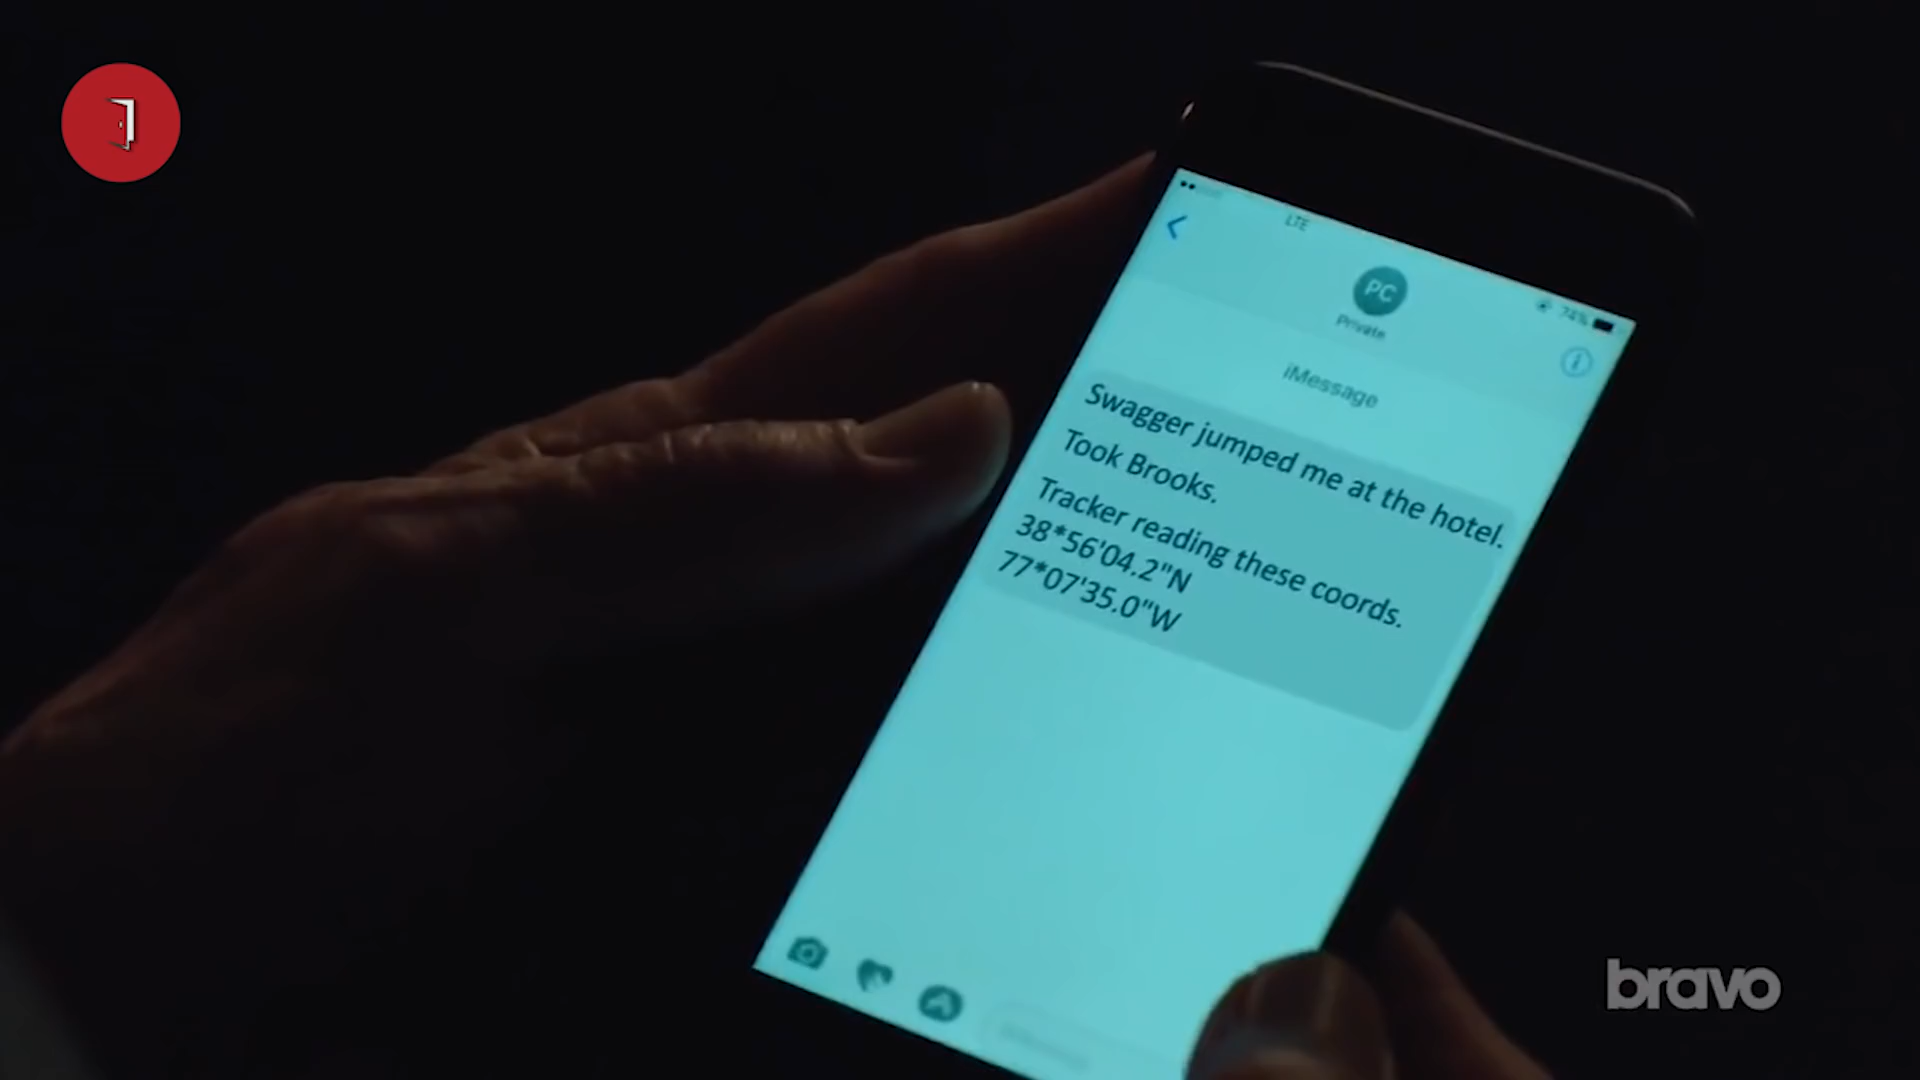 LTE
74%
PC
Private
iMessage
Swagger jumped me at the hotel.
Took Brooks.
Tracker reading these coords.
38*56'04.2"N
77*07'35.0"W
bravo